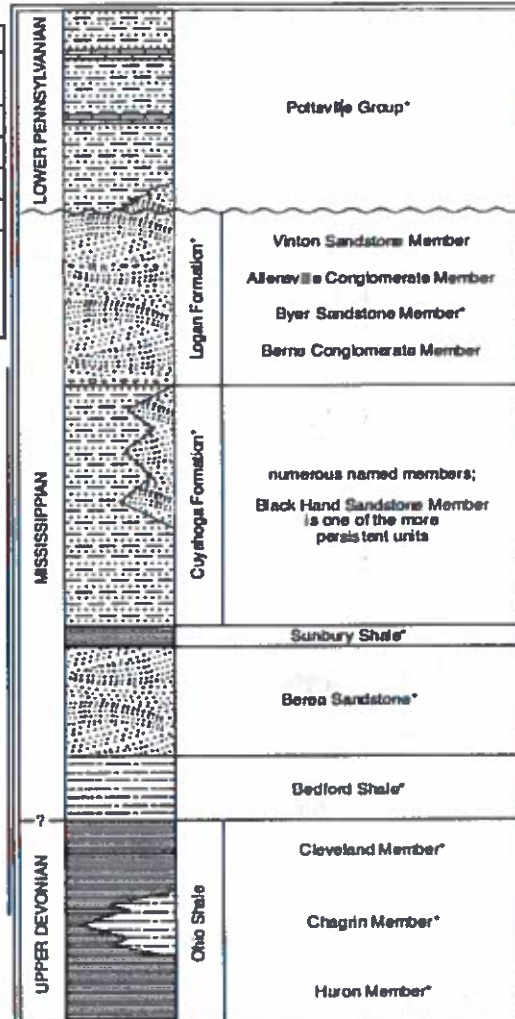 LOWER PENNSYLVANIAN
Pottsville Group*
MISSISSIPPIAN
Logan Formation*
Vinton Sandstone Member
Allensville Conglomerate Member
Byer Sandstone Member*
Berne Conglomerate Member
Cuyahoga Formation*
numerous named members;
Black Hand Sandstone Member
is one of the more
persistent units
Sunbury Shale*
Berea Sandstone*
Bedford Shale*
?
UPPER DEVONIAN
Ohio Shale
Cleveland Member*
Chagrin Member*
Huron Member*